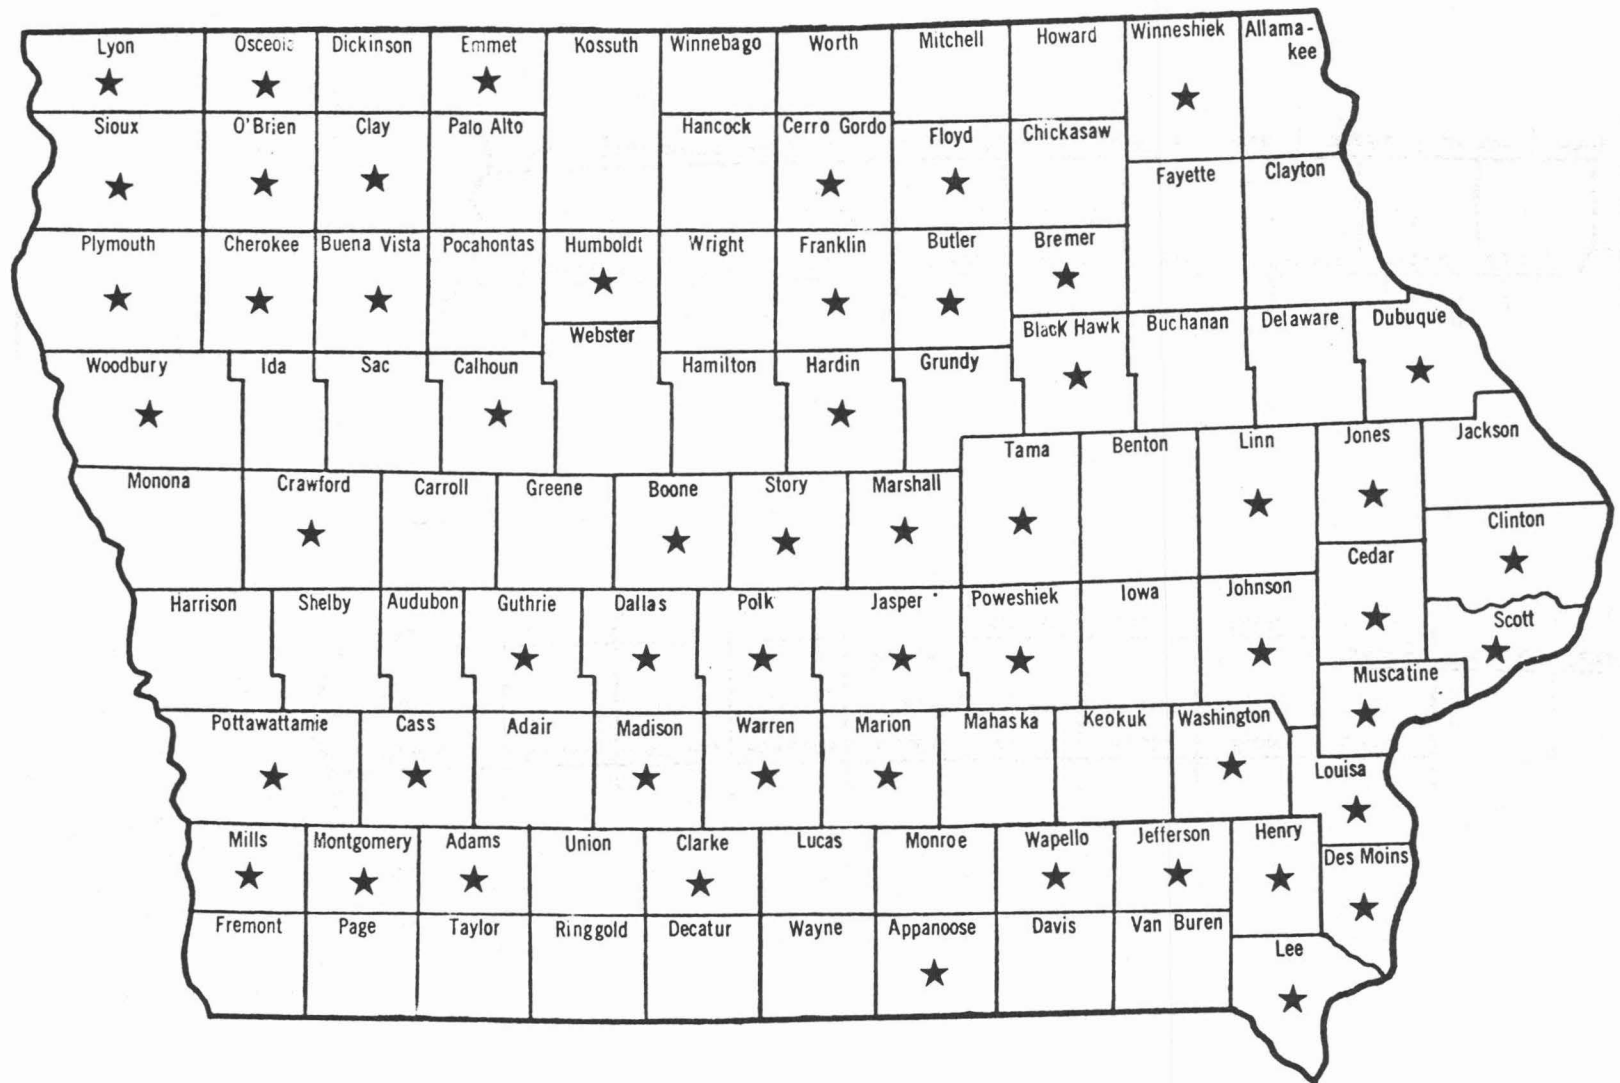 Lyon
Osceola
Dickinson
Emmet
Kossuth
Winnebago
Worth
Mitchell
Howard
Winneshiek
Allama-
kee
Sioux
O'Brien
Clay
Palo Alto
Hancock
Cerro Gordo
Floyd
Chickasaw
Fayette
Clayton
Plymouth
Cherokee
Buena Vista
Pocahontas
Humboldt
Wright
Franklin
Butler
Bremer
Webster
Black Hawk
Buchanan
Delaware
Dubuque
Woodbury
Ida
Sac
Calhoun
Hamilton
Hardin
Grundy
Tama
Benton
Linn
Jones
Jackson
Monona
Crawford
Carroll
Greene
Boone
Story
Marshall
Clinton
Cedar
Harrison
Shelby
Audubon
Guthrie
Dallas
Polk
Jasper
Poweshiek
Iowa
Johnson
Scott
Muscatine
Pottawattamie
Cass
Adair
Madison
Warren
Marion
Mahaska
Keokuk
Washington
Louisa
Mills
Montgomery
Adams
Union
Clarke
Lucas
Monroe
Wapello
Jefferson
Henry
Des Moins
Fremont
Page
Taylor
Ringgold
Decatur
Wayne
Appanoose
Davis
Van Buren
Lee